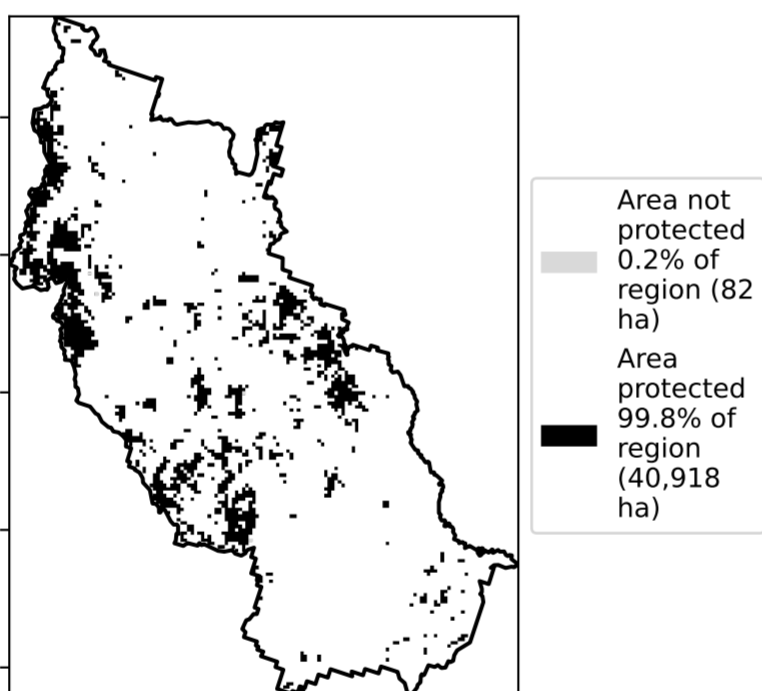 Area not
protected
0.2% of
region (82
ha)
Area
protected
99.8% of
region
(40,918
ha)